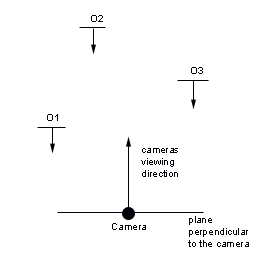 O2
O3
O1
cameras
viewing
direction
Camera
plane
perpendicular
to the camera